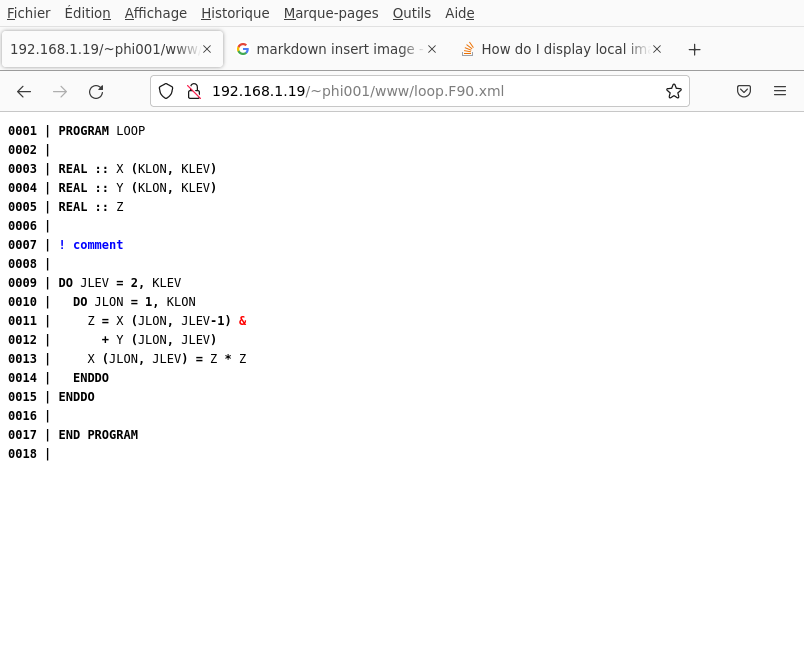 Fichier Édition Affichage Historique Marque-pages Outils Aide
192.168.1.19/~phi001/www markdown insert image - How do I display local im
192.168.1.19/~phi001/www/loop.F90.xml
0001 | PROGRAM LOOP
0002 |
0003 | REAL :: X (KLON, KLEV)
0004 | REAL :: Y (KLON, KLEV)
0005 | REAL :: Z
0006 |
0007 | ! comment
0008 |
0009 | DO JLEV = 2, KLEV
0010 |   DO JLON = 1, KLON
0011 |     Z = X (JLON, JLEV-1) &
0012 |       + Y (JLON, JLEV)
0013 |     X (JLON, JLEV) = Z * Z
0014 |   ENDDO
0015 | ENDDO
0016 |
0017 | END PROGRAM
0018 |